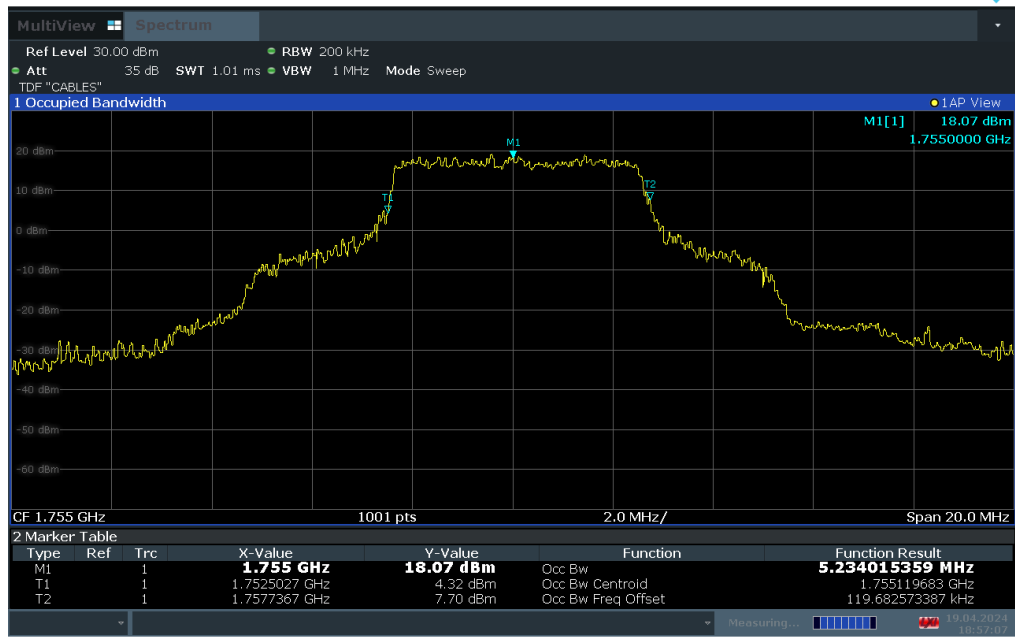 MultiView Spectrum
Ref Level 30.00 dBm RBW 200 kHz
Att 35 dB SWT 1.01 ms VBW 1 MHz Mode Sweep
TDF "CABLES"
1 Occupied Bandwidth 1AP View
M1[1] 18.07 dBm
1.7550000 GHz
M1
20 dBm
T2
10 dBm
T1
0 dBm
-10 dBm
-20 dBm
-30 dBm
-40 dBm
-50 dBm
-60 dBm
CF 1.755 GHz 1001 pts 2.0 MHz/ Span 20.0 MHz
2 Marker Table
Type Ref Trc X-Value Y-Value Function Function Result
M1 1 1.755 GHz 18.07 dBm Occ Bw 5.234015359 MHz
T1 1 1.7525027 GHz 4.32 dBm Occ Bw Centroid 1.755119683 GHz
T2 1 1.7577367 GHz 7.70 dBm Occ Bw Freq Offset 119.682573387 kHz
Measuring... 19.04.2024
18:57:07